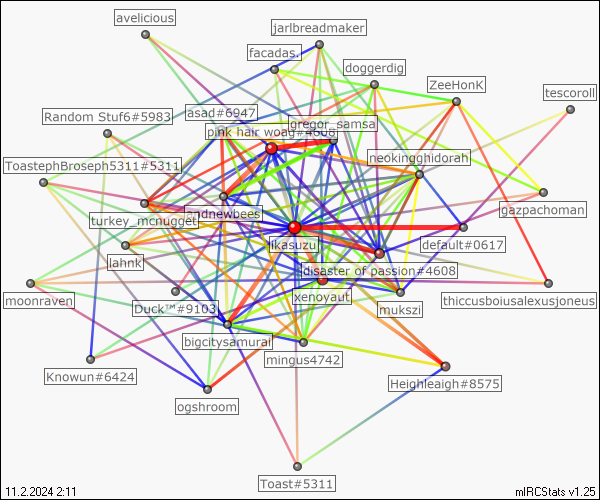 avelicious
jarlbreadmaker
facadas.
doggerdig
ZeeHonK
tescoroll
asad#6947
Random Stuf6#5983
gregor_samsa
pink hair woag#4608
neokingghidorah
ToastephBroseph5311#5311
andnewbees
turkey_mcnugget
gazpachoman
ikasuzu
default#0617
lahnk
disaster of passion#4608
xenoyaut
moonraven
Duck™#9103
mukszi
thiccusboiusalexusjoneus
bigcitysamurai
mingus4742
Knowun#6424
Heighleaigh#8575
ogshroom
Toast#5311
11.2.2024 2:11
mIRCStats v1.25